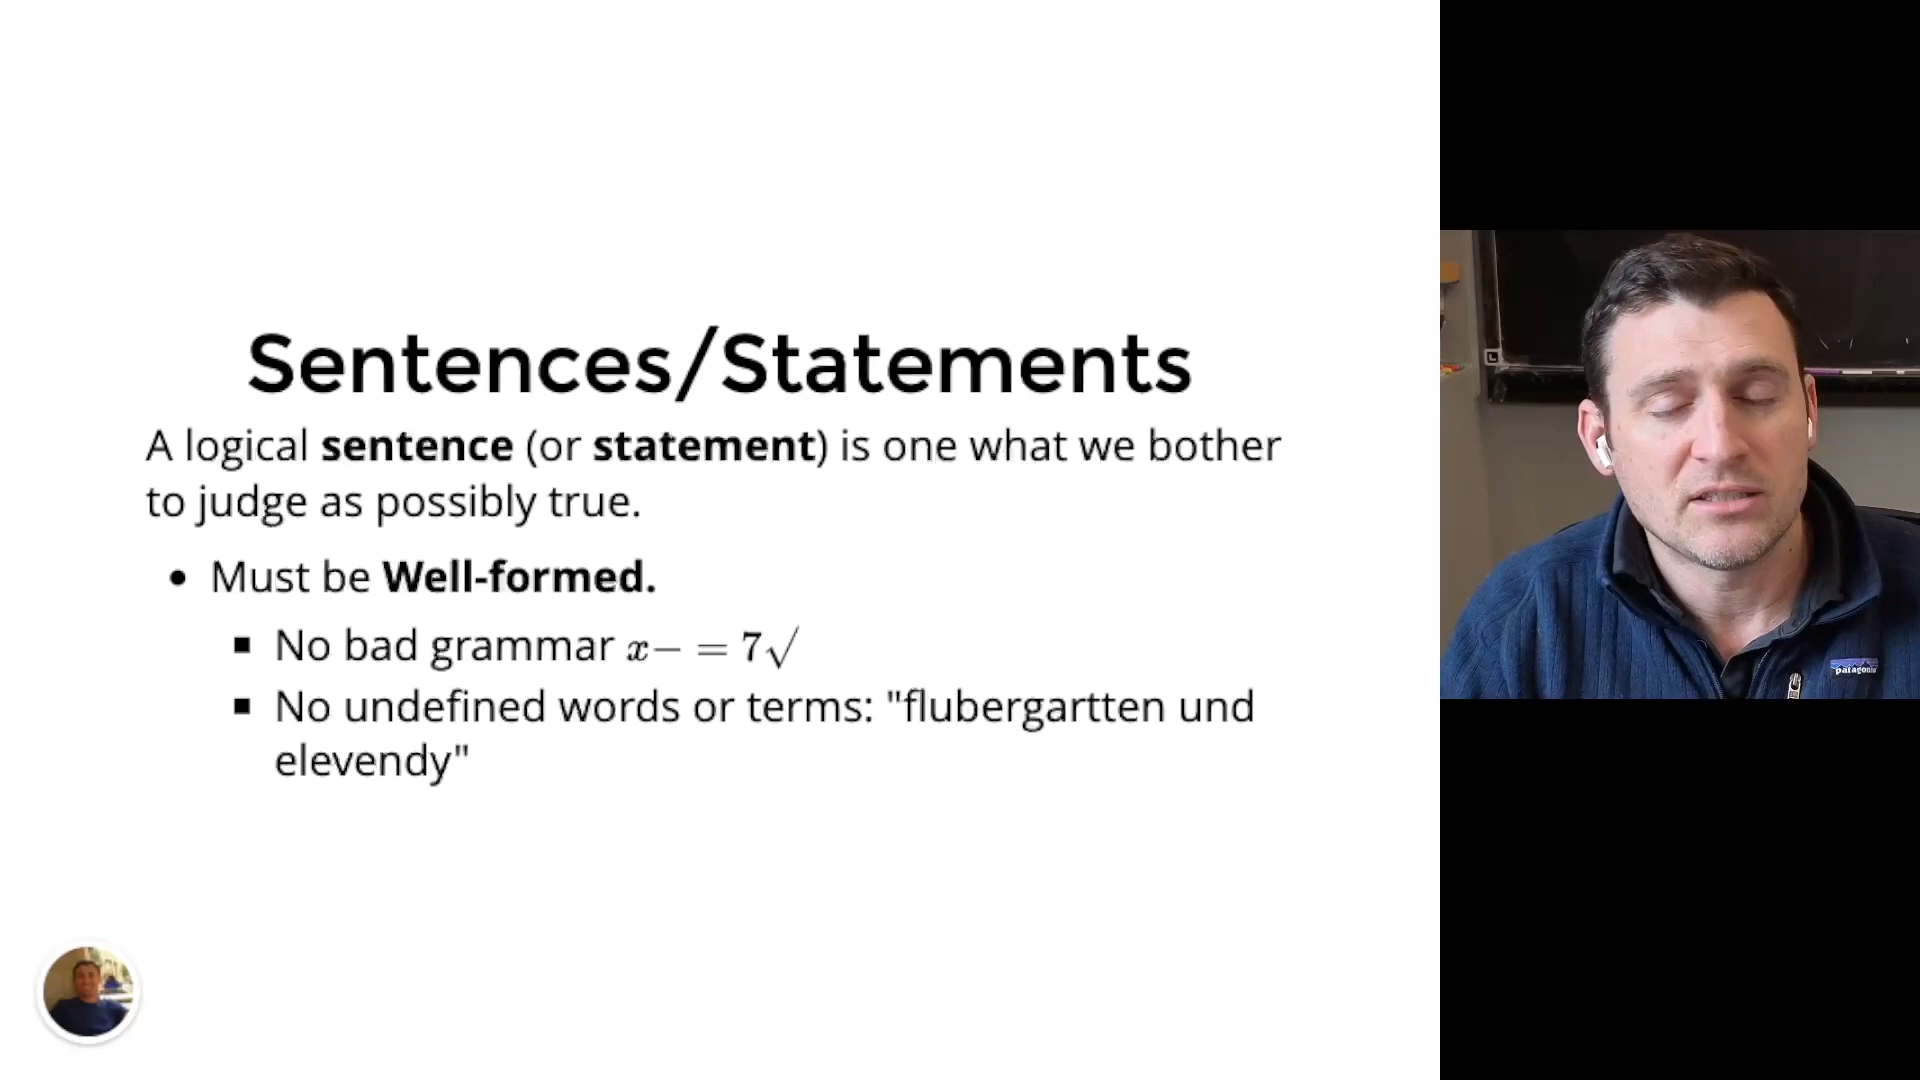 Sentences/Statements
A logical sentence (or statement) is one what we bother
to judge as possibly true.
• Must be Well-formed.
▪ No bad grammar x− = 7√
▪ No undefined words or terms: "flubergartten und
elevendy"
patagonia